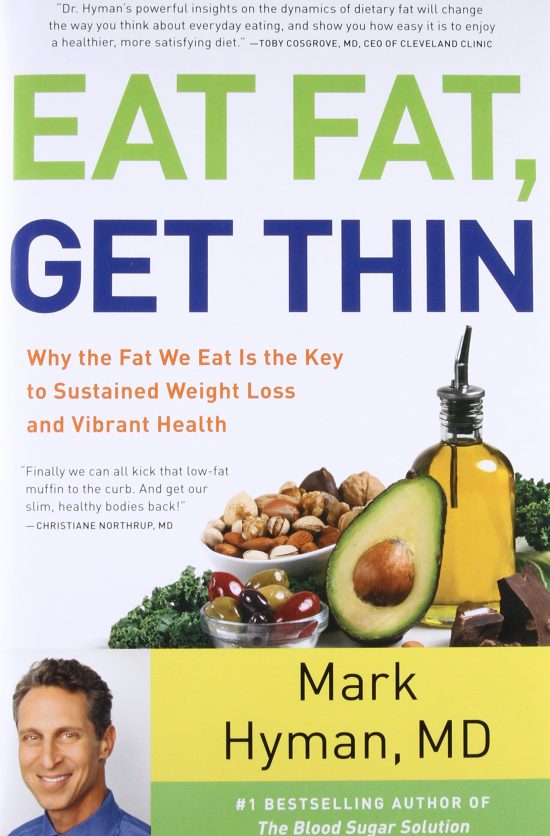 "Dr. Hyman's powerful insights on the dynamics of dietary fat will change
the way you think about everyday eating, and show you how easy it is to enjoy
a healthier, more satisfying diet." —TOBY COSGROVE, MD, CEO OF CLEVELAND CLINIC
EAT FAT,
GET THIN
Why the Fat We Eat Is the Key
to Sustained Weight Loss
and Vibrant Health
"Finally we can all kick that low-fat
muffin to the curb. And get our
slim, healthy bodies back!"
—CHRISTIANE NORTHRUP, MD
Mark
Hyman, MD
#1 BESTSELLING AUTHOR OF
The Blood Sugar Solution